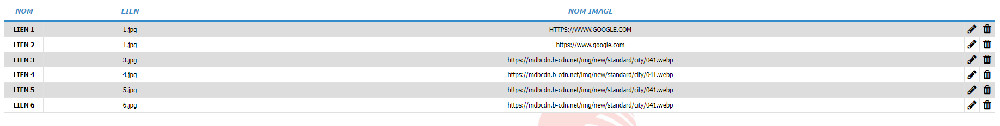 NOM LIEN NOM IMAGE
LIEN 1 1.jpg HTTPS://WWW.GOOGLE.COM
LIEN 2 1.jpg https://www.google.com
LIEN 3 3.jpg https://mdbcdn.b-cdn.net/img/new/standard/city/041.webp
LIEN 4 4.jpg https://mdbcdn.b-cdn.net/img/new/standard/city/041.webp
LIEN 5 5.jpg https://mdbcdn.b-cdn.net/img/new/standard/city/041.webp
LIEN 6 6.jpg https://mdbcdn.b-cdn.net/img/new/standard/city/041.webp